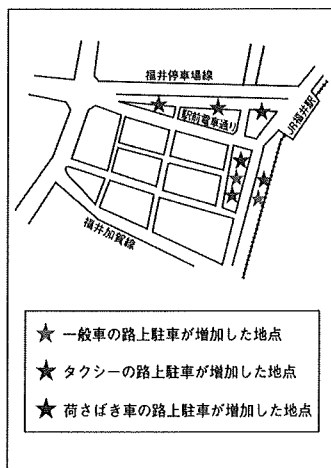 福井停車場線
JR福井駅
駅前電車通り
福井加賀線
★ 一般車の路上駐車が増加した地点
★ タクシーの路上駐車が増加した地点
★ 荷さばき車の路上駐車が増加した地点